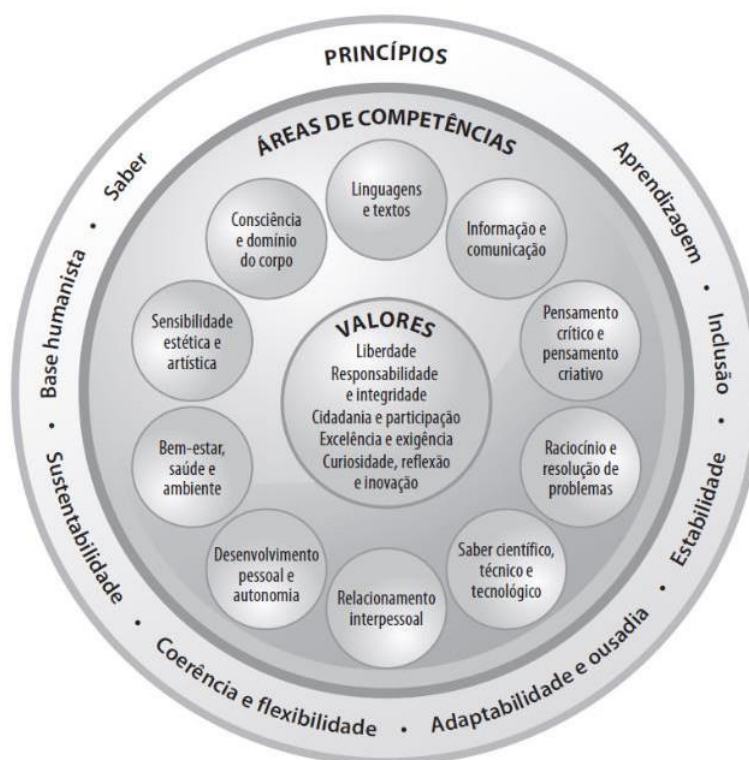 PRINCÍPIOS
Aprendizagem • Inclusão • Estabilidade • Adaptabilidade e ousadia • Coerência e flexibilidade • Sustentabilidade • Base humanista • Saber
ÁREAS DE COMPETÊNCIAS
Linguagens
e textos
Informação e
comunicação
Pensamento
crítico e
pensamento
criativo
Raciocínio e
resolução de
problemas
Saber científico,
técnico e
tecnológico
Relacionamento
interpessoal
Desenvolvimento
pessoal e
autonomia
Bem-estar,
saúde e
ambiente
Sensibilidade
estética e
artística
Consciência
e domínio
do corpo
VALORES
Liberdade
Responsabilidade
e integridade
Cidadania e participação
Excelência e exigência
Curiosidade, reflexão
e inovação